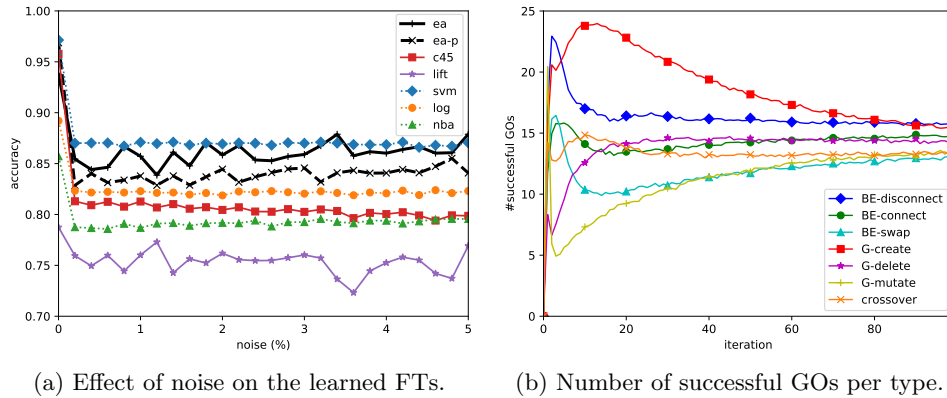 1.00
0.95
0.90
0.85
0.80
0.75
0.70
accuracy
0 1 2 3 4 5
noise (%)
ea
ea-p
c45
lift
svm
log
nba
(a) Effect of noise on the learned FTs.
25
20
15
10
5
0
#successful GOs
0 20 40 60 80
iteration
BE-disconnect
BE-connect
BE-swap
G-create
G-delete
G-mutate
crossover
(b) Number of successful GOs per type.